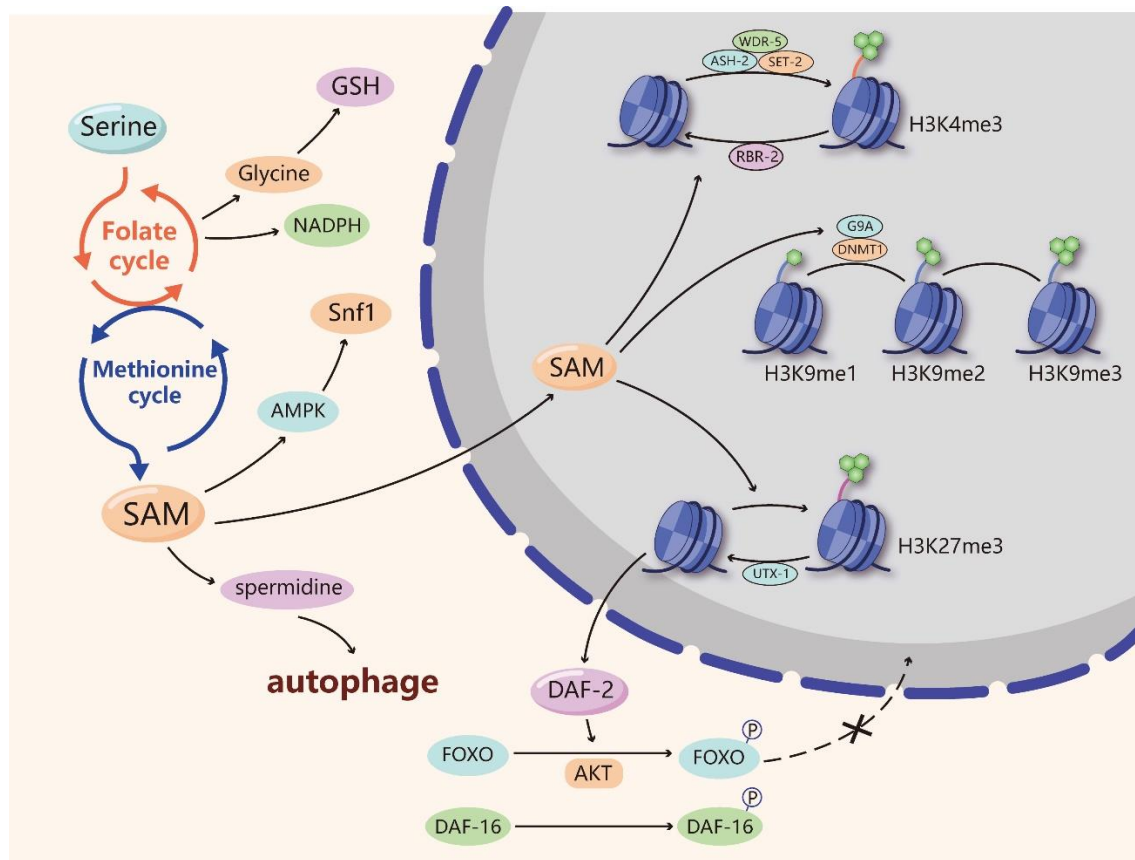 GSH
Serine
Glycine
NADPH
Folate
cycle
Methionine
cycle
Snf1
AMPK
SAM
spermidine
autophage
SAM
WDR-5
ASH-2
SET-2
H3K4me3
RBR-2
G9A
DNMT1
H3K9me1
H3K9me2
H3K9me3
H3K27me3
UTX-1
DAF-2
FOXO
AKT
FOXO
P
DAF-16
DAF-16
P